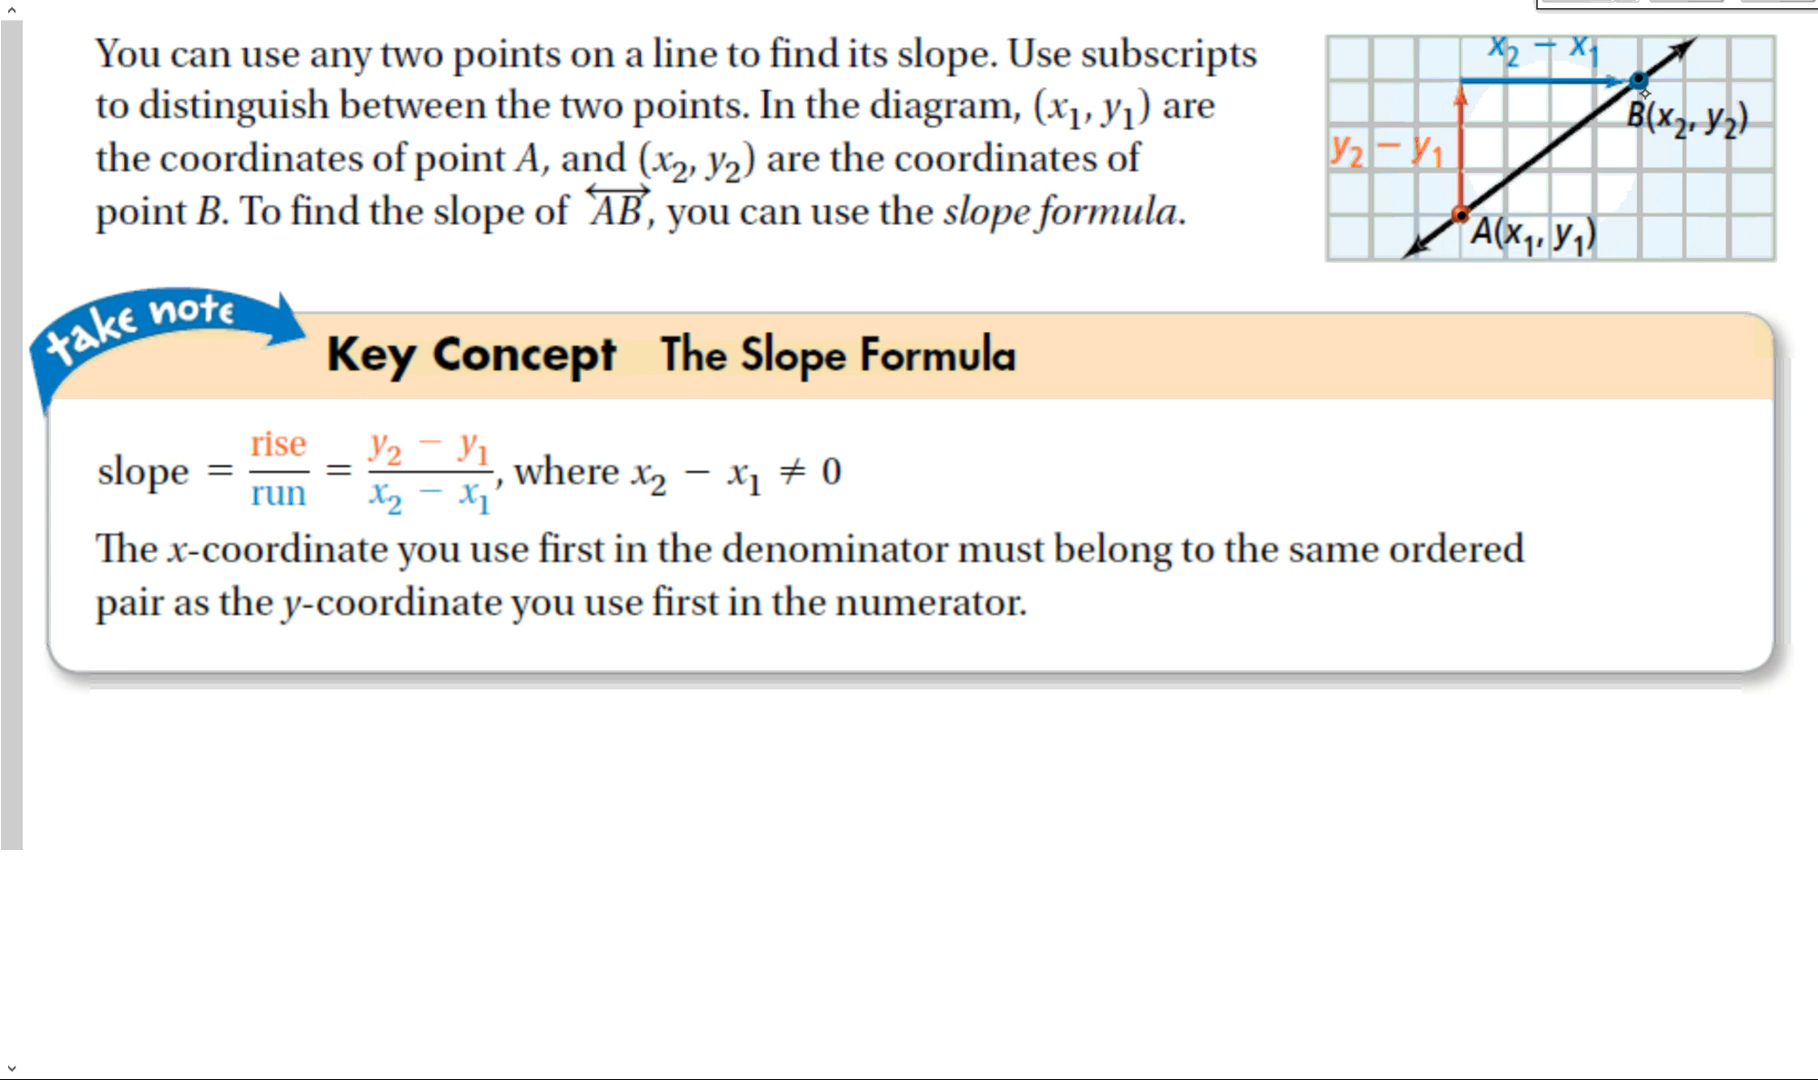 You can use any two points on a line to find its slope. Use subscripts
to distinguish between the two points. In the diagram, (x₁, y₁) are
the coordinates of point A, and (x₂, y₂) are the coordinates of
point B. To find the slope of AB, you can use the slope formula.
x₂ − x₁
B(x₂, y₂)
y₂ − y₁
A(x₁, y₁)
take note
Key Concept The Slope Formula
slope = rise/run = (y₂ − y₁)/(x₂ − x₁), where x₂ − x₁ ≠ 0
The x-coordinate you use first in the denominator must belong to the same ordered
pair as the y-coordinate you use first in the numerator.